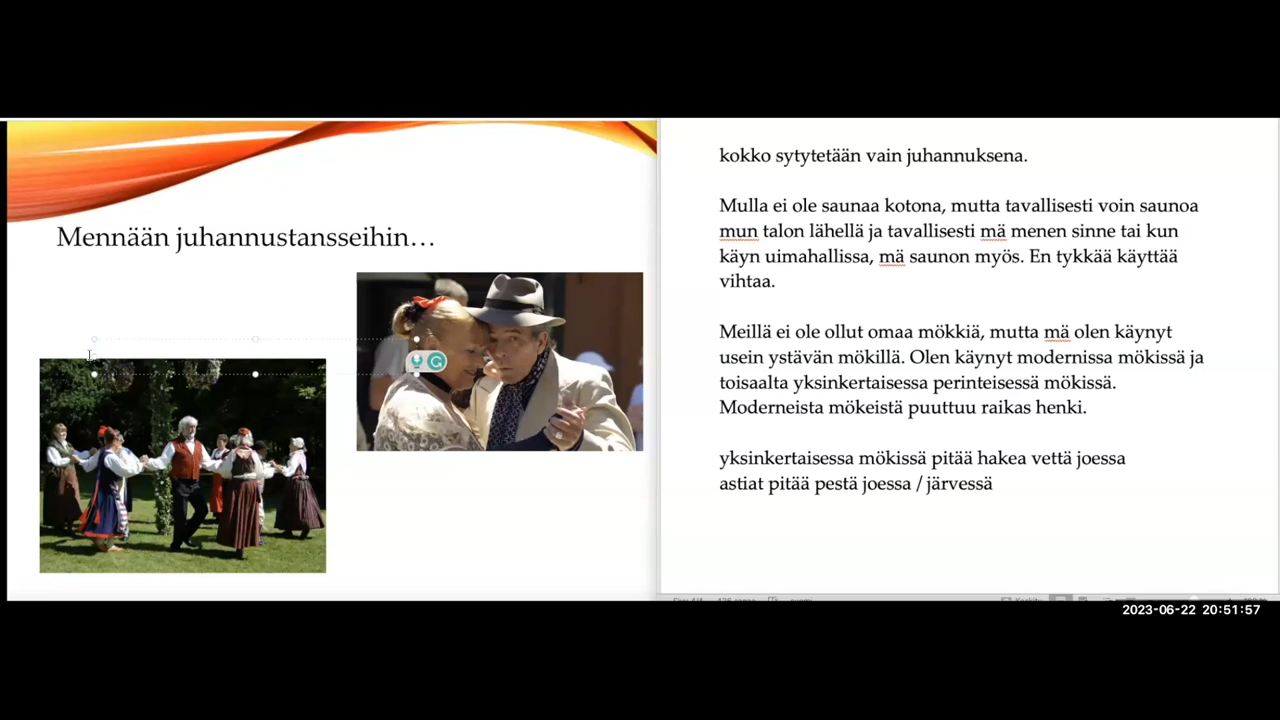 Mennään juhannustansseihin…
kokko sytytetään vain juhannuksena.
Mulla ei ole saunaa kotona, mutta tavallisesti voin saunoa
mun talon lähellä ja tavallisesti mä menen sinne tai kun
käyn uimahallissa, mä saunon myös. En tykkää käyttää
vihtaa.
Meillä ei ole ollut omaa mökkiä, mutta mä olen käynyt
usein ystävän mökillä. Olen käynyt modernissa mökissä ja
toisaalta yksinkertaisessa perinteisessä mökissä.
Moderneista mökeistä puuttuu raikas henki.
yksinkertaisessa mökissä pitää hakea vettä joessa
astiat pitää pestä joessa / järvessä
2023-06-22 20:51:57